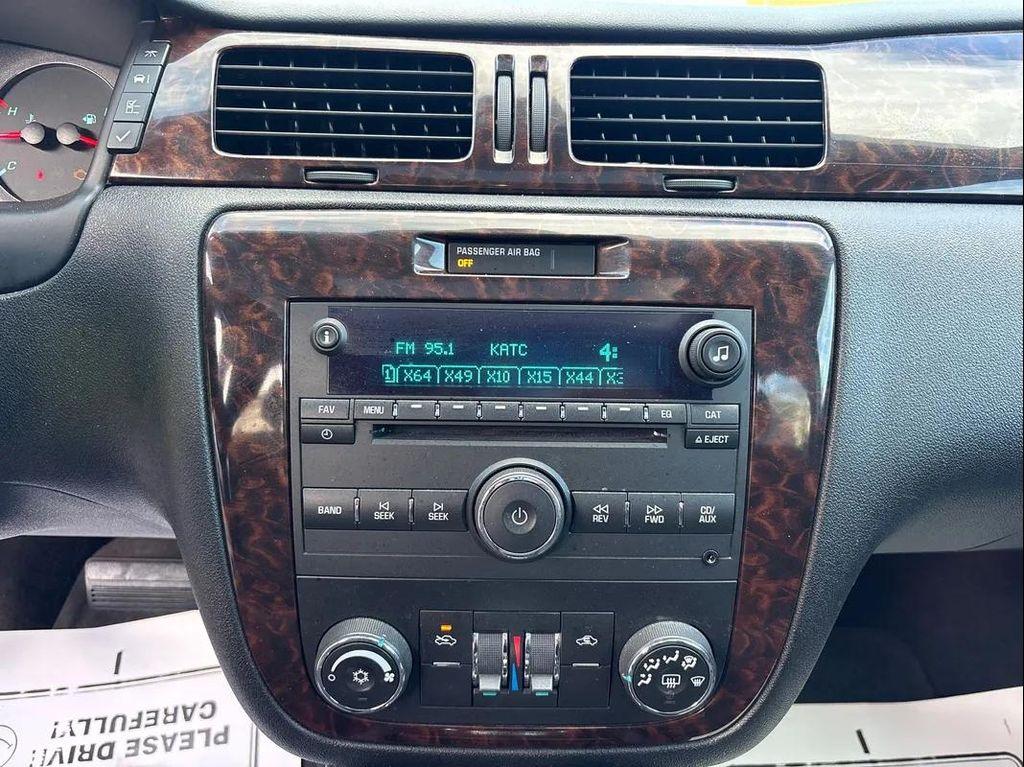 H
C
PASSENGER AIR BAG
OFF
i
FM 95.1 KATC 4:
1 X64 X49 X10 X15 X44
FAV MENU EQ CAT
EJECT
BAND SEEK SEEK REV FWD CD/
AUX
PLEASE DRIVE
CAREFULLY!